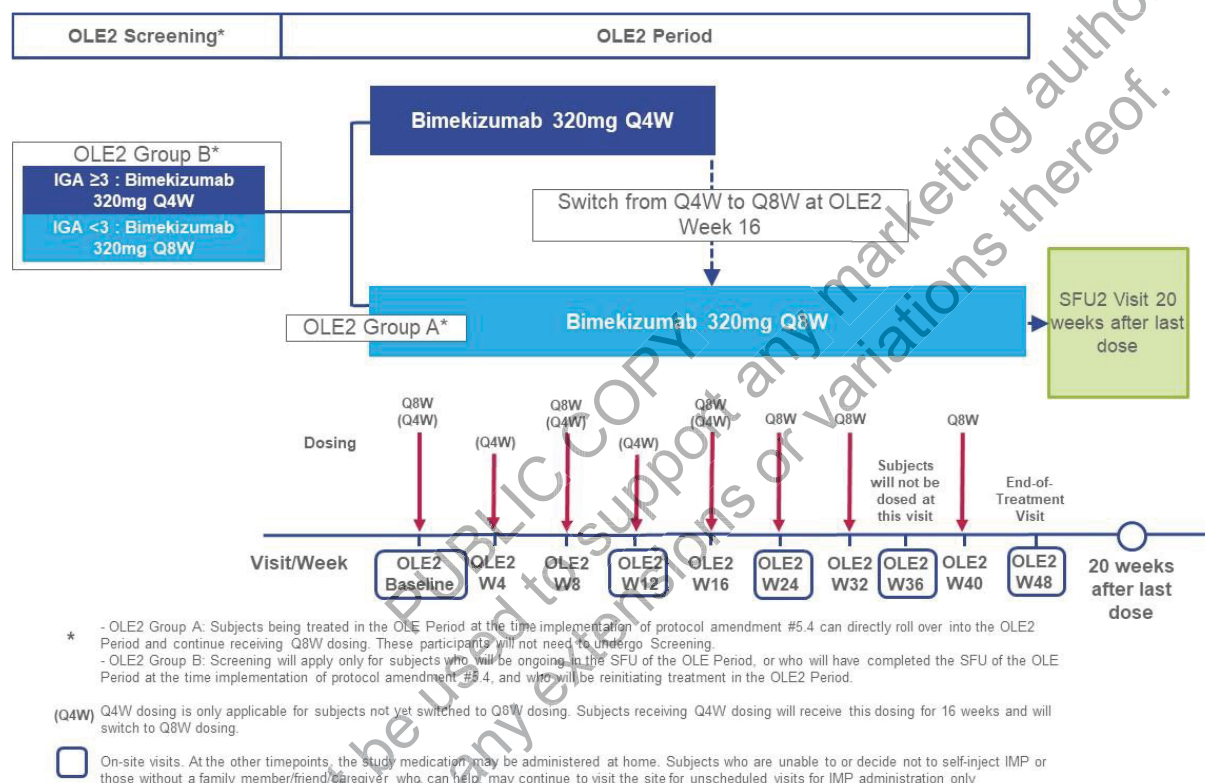 OLE2 Screening*
OLE2 Period
Bimekizumab 320mg Q4W
OLE2 Group B*
IGA ≥3 : Bimekizumab
320mg Q4W
IGA <3 : Bimekizumab
320mg Q8W
Switch from Q4W to Q8W at OLE2
Week 16
OLE2 Group A*
Bimekizumab 320mg Q8W
SFU2 Visit 20
weeks after last
dose
Dosing
Q8W
(Q4W)
(Q4W)
Q8W
(Q4W)
(Q4W)
Q8W
(Q4W)
Q8W
Q8W
Subjects
will not be
dosed at
this visit
Q8W
End-of-
Treatment
Visit
Visit/Week
OLE2
Baseline
OLE2
W4
OLE2
W8
OLE2
W12
OLE2
W16
OLE2
W24
OLE2
W32
OLE2
W36
OLE2
W40
OLE2
W48
20 weeks
after last
dose
* - OLE2 Group A: Subjects being treated in the OLE Period at the time implementation of protocol amendment #5.4 can directly roll over into the OLE2
Period and continue receiving Q8W dosing. These participants will not need to undergo Screening.
- OLE2 Group B: Screening will apply only for subjects who will be ongoing in the SFU of the OLE Period, or who will have completed the SFU of the OLE
Period at the time implementation of protocol amendment #5.4, and who will be reinitiating treatment in the OLE2 Period.
(Q4W) Q4W dosing is only applicable for subjects not yet switched to Q8W dosing. Subjects receiving Q4W dosing will receive this dosing for 16 weeks and will
switch to Q8W dosing.
On-site visits. At the other timepoints, the study medication may be administered at home. Subjects who are unable to or decide not to self-inject IMP or
those without a family member/friend/caregiver who can help, may continue to visit the site for unscheduled visits for IMP administration only
PUBLIC COPY
be used to support any marketing autho
any extensions or variations thereof.